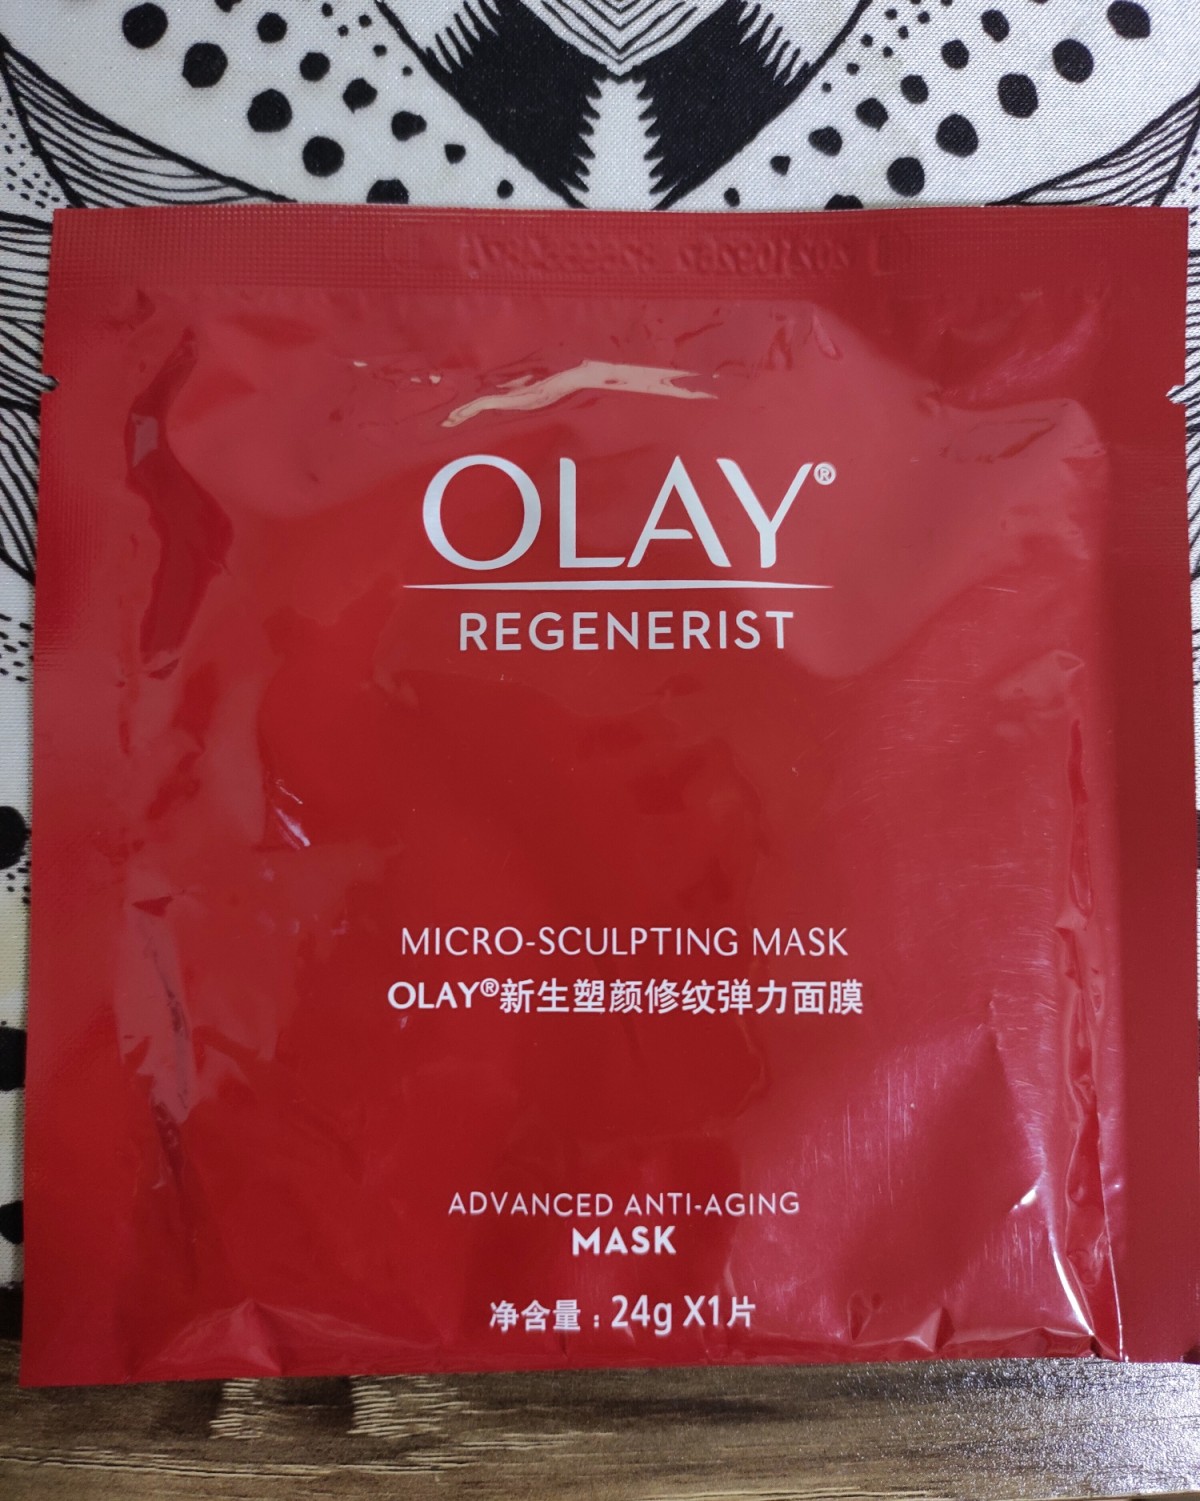 OLAY®
REGENERIST
MICRO-SCULPTING MASK
OLAY®新生塑颜修纹弹力面膜
ADVANCED ANTI-AGING
MASK
净含量：24g X1片